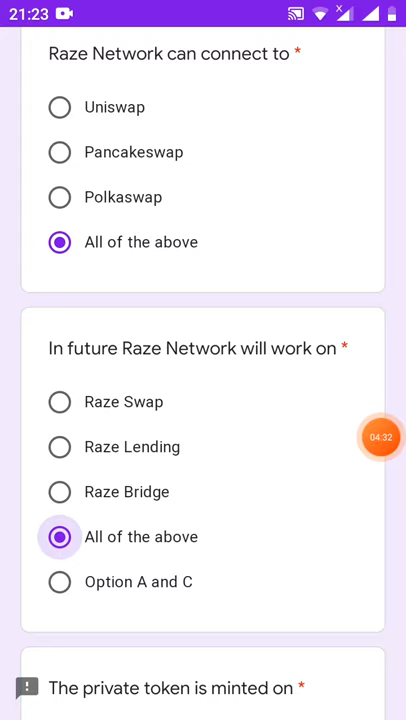 21:23
Raze Network can connect to *
Uniswap
Pancakeswap
Polkaswap
All of the above
In future Raze Network will work on *
Raze Swap
Raze Lending
04:32
Raze Bridge
All of the above
Option A and C
The private token is minted on *